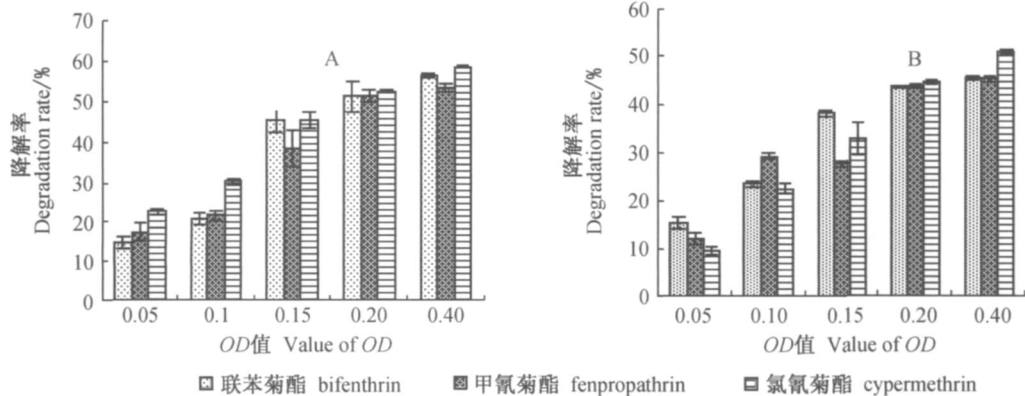 70
60
50
40
30
20
10
0
降解率
Degradation rate/%
A
0.05 0.1 0.15 0.20 0.40
OD值 Value of OD
60
50
40
30
20
10
0
降解率
Degradation rate/%
B
0.05 0.10 0.15 0.20 0.40
OD值 Value of OD
联苯菊酯 bifenthrin 甲氰菊酯 fenpropathrin 氯氰菊酯 cypermethrin